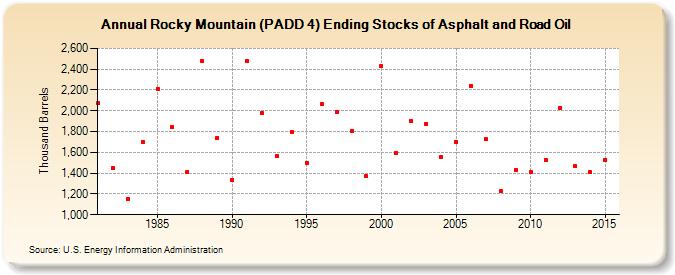 Annual Rocky Mountain (PADD 4) Ending Stocks of Asphalt and Road Oil
Thousand Barrels
2,600
2,400
2,200
2,000
1,800
1,600
1,400
1,200
1,000
1985 1990 1995 2000 2005 2010 2015
Source: U.S. Energy Information Administration